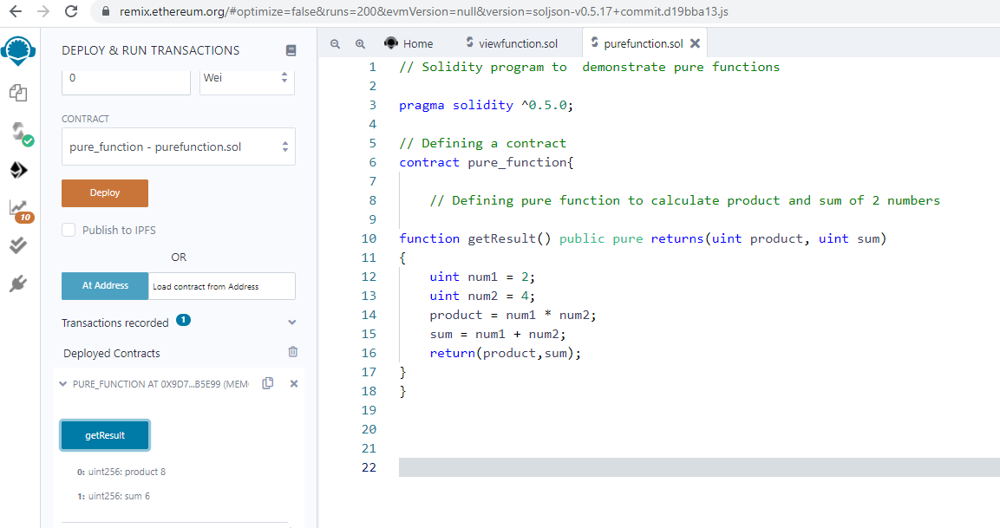 remix.ethereum.org/#optimize=false&runs=200&evmVersion=null&version=soljson-v0.5.17+commit.d19bba13.js
DEPLOY & RUN TRANSACTIONS
0
Wei
CONTRACT
pure_function - purefunction.sol
Deploy
Publish to IPFS
OR
At Address
Load contract from Address
Transactions recorded 1
Deployed Contracts
PURE_FUNCTION AT 0X9D7...B5E99 (MEM
getResult
0: uint256: product 8
1: uint256: sum 6
10
Home
viewfunction.sol
purefunction.sol
1 // Solidity program to  demonstrate pure functions
2
3 pragma solidity ^0.5.0;
4
5 // Defining a contract
6 contract pure_function{
7
8     // Defining pure function to calculate product and sum of 2 numbers
9
10 function getResult() public pure returns(uint product, uint sum)
11 {
12     uint num1 = 2;
13     uint num2 = 4;
14     product = num1 * num2;
15     sum = num1 + num2;
16     return(product,sum);
17 }
18 }
19
20
21
22